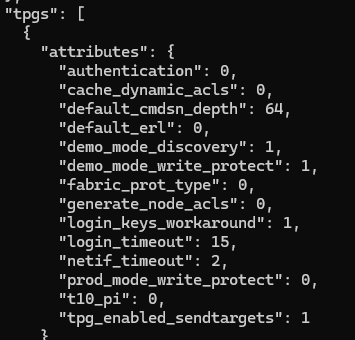 "tpgs": [
{
"attributes": {
"authentication": 0,
"cache_dynamic_acls": 0,
"default_cmdsn_depth": 64,
"default_erl": 0,
"demo_mode_discovery": 1,
"demo_mode_write_protect": 1,
"fabric_prot_type": 0,
"generate_node_acls": 0,
"login_keys_workaround": 1,
"login_timeout": 15,
"netif_timeout": 2,
"prod_mode_write_protect": 0,
"t10_pi": 0,
"tpg_enabled_sendtargets": 1
}